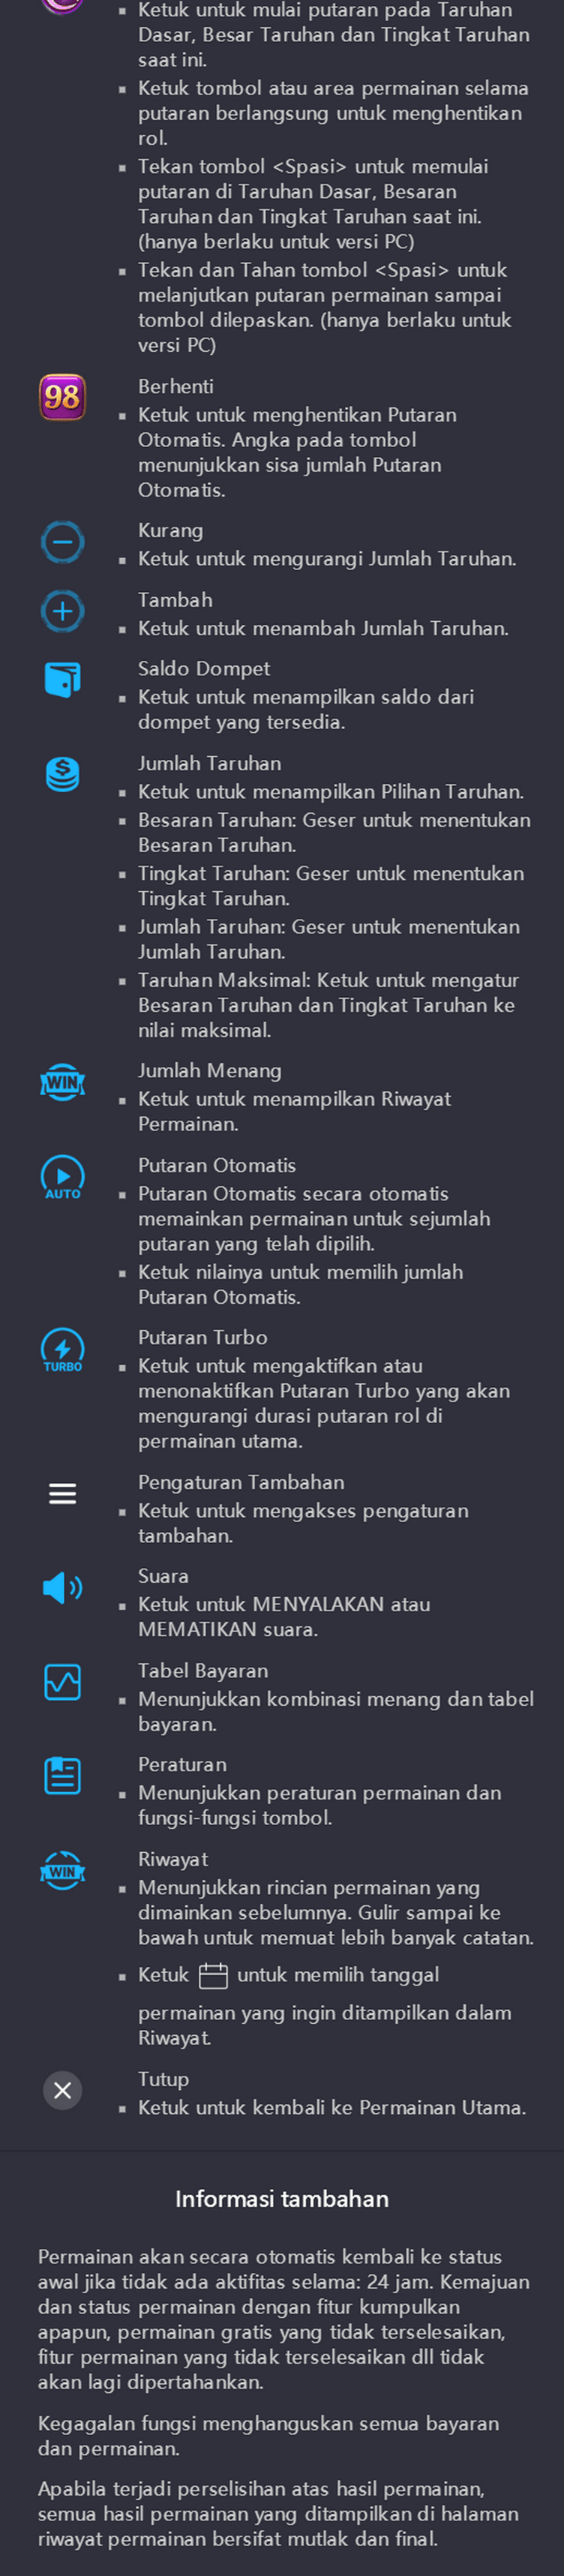 Ketuk untuk mulai putaran pada Taruhan
Dasar, Besar Taruhan dan Tingkat Taruhan
saat ini.
Ketuk tombol atau area permainan selama
putaran berlangsung untuk menghentikan
rol.
Tekan tombol <Spasi> untuk memulai
putaran di Taruhan Dasar, Besaran
Taruhan dan Tingkat Taruhan saat ini.
(hanya berlaku untuk versi PC)
Tekan dan Tahan tombol <Spasi> untuk
melanjutkan putaran permainan sampai
tombol dilepaskan. (hanya berlaku untuk
versi PC)
98
Berhenti
Ketuk untuk menghentikan Putaran
Otomatis. Angka pada tombol
menunjukkan sisa jumlah Putaran
Otomatis.
Kurang
Ketuk untuk mengurangi Jumlah Taruhan.
Tambah
Ketuk untuk menambah Jumlah Taruhan.
Saldo Dompet
Ketuk untuk menampilkan saldo dari
dompet yang tersedia.
Jumlah Taruhan
Ketuk untuk menampilkan Pilihan Taruhan.
Besaran Taruhan: Geser untuk menentukan
Besaran Taruhan.
Tingkat Taruhan: Geser untuk menentukan
Tingkat Taruhan.
Jumlah Taruhan: Geser untuk menentukan
Jumlah Taruhan.
Taruhan Maksimal: Ketuk untuk mengatur
Besaran Taruhan dan Tingkat Taruhan ke
nilai maksimal.
WIN
Jumlah Menang
Ketuk untuk menampilkan Riwayat
Permainan.
AUTO
Putaran Otomatis
Putaran Otomatis secara otomatis
memainkan permainan untuk sejumlah
putaran yang telah dipilih.
Ketuk nilainya untuk memilih jumlah
Putaran Otomatis.
TURBO
Putaran Turbo
Ketuk untuk mengaktifkan atau
menonaktifkan Putaran Turbo yang akan
mengurangi durasi putaran rol di
permainan utama.
Pengaturan Tambahan
Ketuk untuk mengakses pengaturan
tambahan.
Suara
Ketuk untuk MENYALAKAN atau
MEMATIKAN suara.
Tabel Bayaran
Menunjukkan kombinasi menang dan tabel
bayaran.
Peraturan
Menunjukkan peraturan permainan dan
fungsi-fungsi tombol.
WIN
Riwayat
Menunjukkan rincian permainan yang
dimainkan sebelumnya. Gulir sampai ke
bawah untuk memuat lebih banyak catatan.
Ketuk untuk memilih tanggal
permainan yang ingin ditampilkan dalam
Riwayat.
Tutup
Ketuk untuk kembali ke Permainan Utama.
Informasi tambahan
Permainan akan secara otomatis kembali ke status
awal jika tidak ada aktifitas selama: 24 jam. Kemajuan
dan status permainan dengan fitur kumpulkan
apapun, permainan gratis yang tidak terselesaikan,
fitur permainan yang tidak terselesaikan dll tidak
akan lagi dipertahankan.
Kegagalan fungsi menghanguskan semua bayaran
dan permainan.
Apabila terjadi perselisihan atas hasil permainan,
semua hasil permainan yang ditampilkan di halaman
riwayat permainan bersifat mutlak dan final.